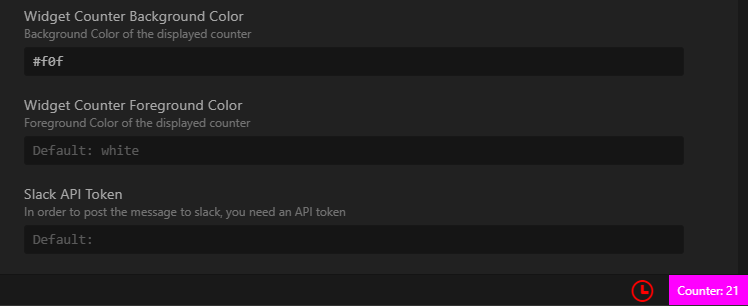 Widget Counter Background Color
Background Color of the displayed counter
#f0f
Widget Counter Foreground Color
Foreground Color of the displayed counter
Default: white
Slack API Token
In order to post the message to slack, you need an API token
Default:
Counter: 21